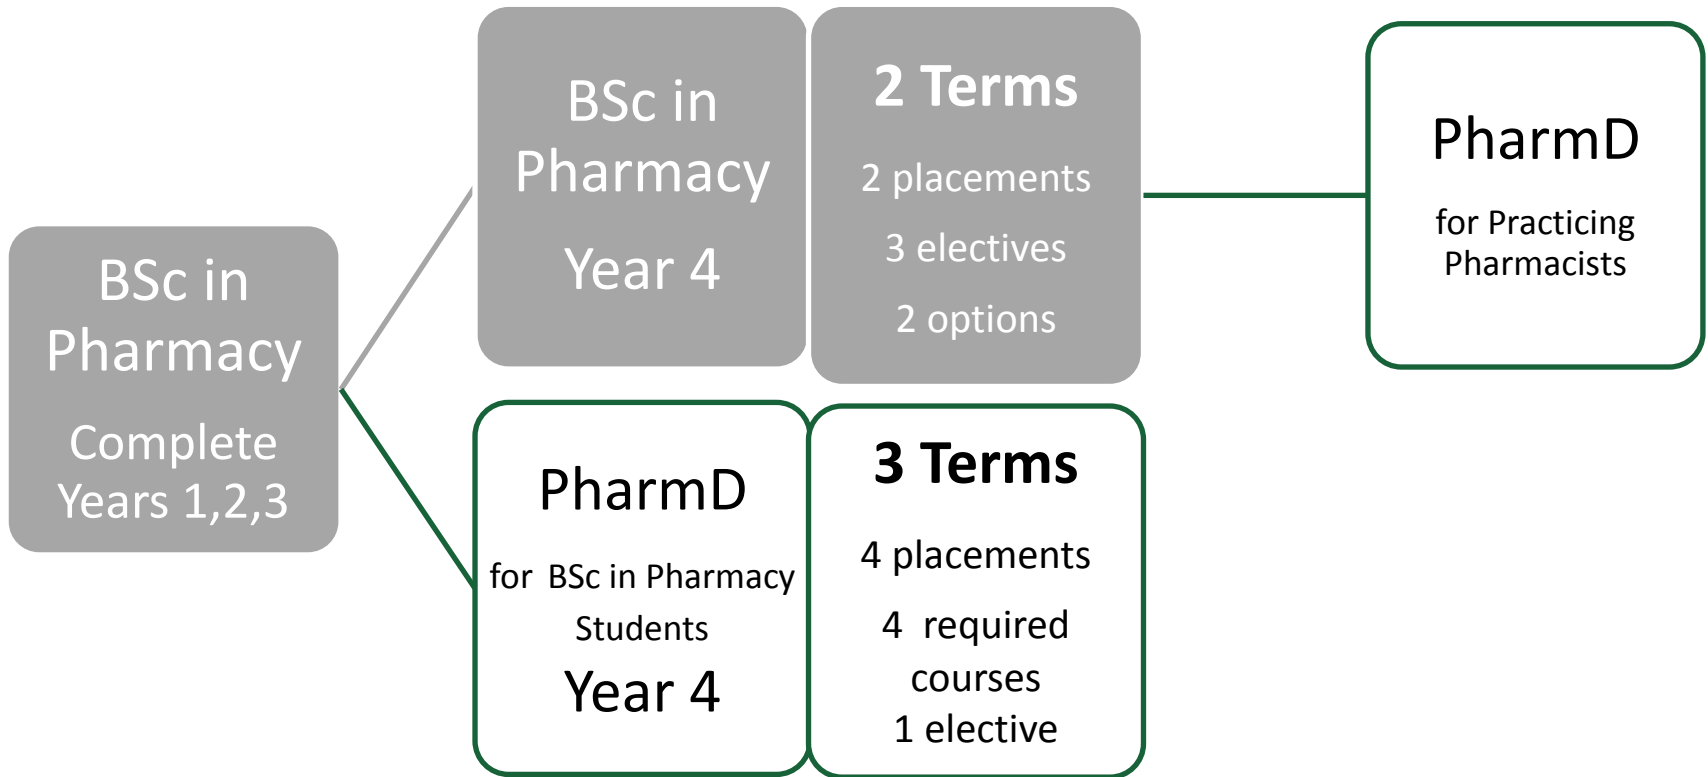 BSc in
Pharmacy
Complete
Years 1,2,3
BSc in
Pharmacy
Year 4
2 Terms
2 placements
3 electives
2 options
PharmD
for Practicing
Pharmacists
PharmD
for BSc in Pharmacy
Students
Year 4
3 Terms
4 placements
4 required
courses
1 elective